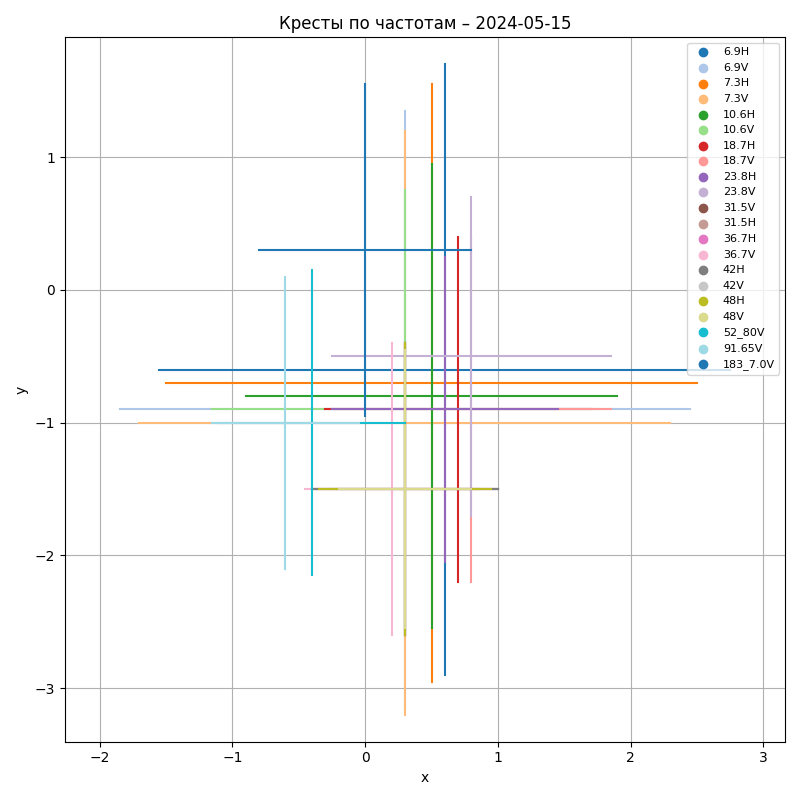 Кресты по частотам – 2024-05-15
6.9H
6.9V
7.3H
7.3V
10.6H
10.6V
18.7H
18.7V
23.8H
23.8V
31.5V
31.5H
36.7H
36.7V
42H
42V
48H
48V
52_80V
91.65V
183_7.0V
1
0
−1
−2
−3
y
−2 −1 0 1 2 3
x